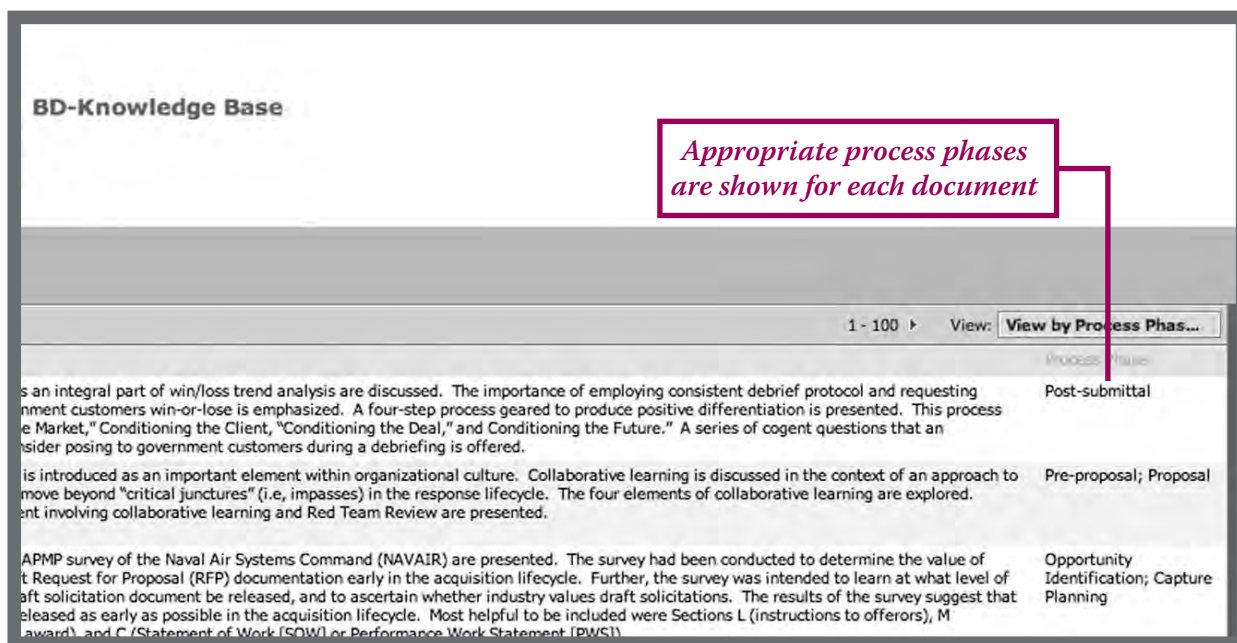 BD-Knowledge Base
Appropriate process phases
are shown for each document
1 - 100 View: View by Process Phas...
Process Phase
s an integral part of win/loss trend analysis are discussed. The importance of employing consistent debrief protocol and requesting Post-submittal
nment customers win-or-lose is emphasized. A four-step process geared to produce positive differentiation is presented. This process
e Market," Conditioning the Client, "Conditioning the Deal," and Conditioning the Future." A series of cogent questions that an
nsider posing to government customers during a debriefing is offered.
is introduced as an important element within organizational culture. Collaborative learning is discussed in the context of an approach to Pre-proposal; Proposal
move beyond "critical junctures" (i.e, impasses) in the response lifecycle. The four elements of collaborative learning are explored.
ent involving collaborative learning and Red Team Review are presented.
APMP survey of the Naval Air Systems Command (NAVAIR) are presented. The survey had been conducted to determine the value of Opportunity
t Request for Proposal (RFP) documentation early in the acquisition lifecycle. Further, the survey was intended to learn at what level of Identification; Capture
aft solicitation document be released, and to ascertain whether industry values draft solicitations. The results of the survey suggest that Planning
eleased as early as possible in the acquisition lifecycle. Most helpful to be included were Sections L (instructions to offerors), M
award), and C (Statement of Work [SOW] or Performance Work Statement [PWS])